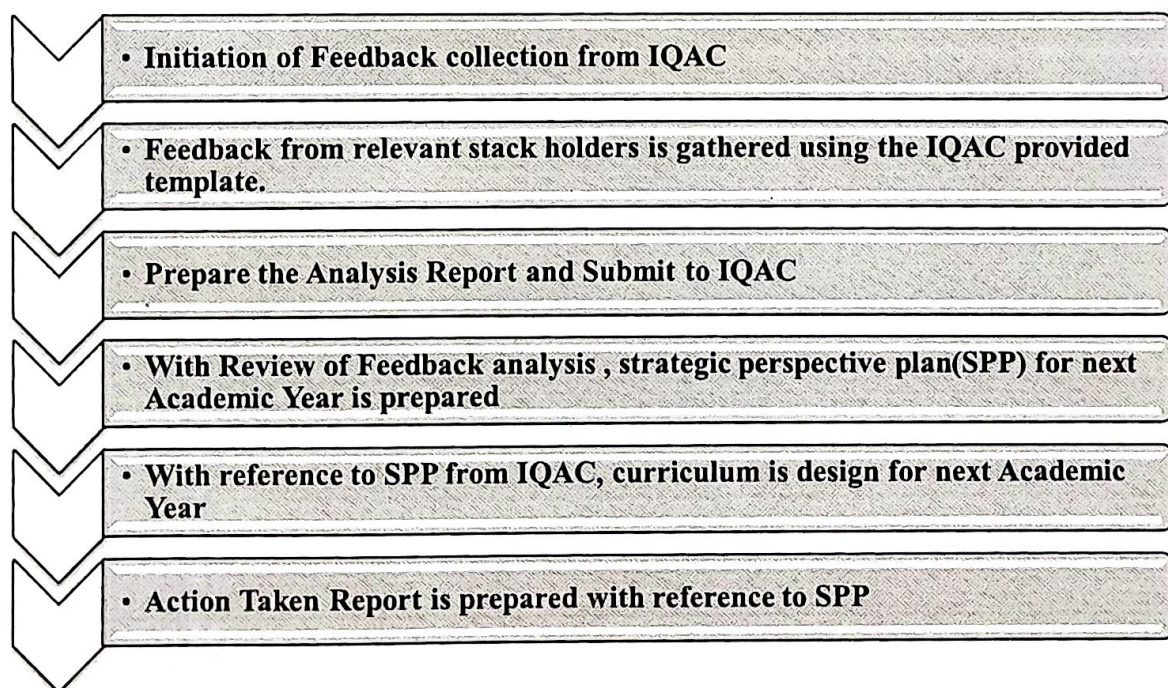 • Initiation of Feedback collection from IQAC
• Feedback from relevant stack holders is gathered using the IQAC provided
template.
• Prepare the Analysis Report and Submit to IQAC
• With Review of Feedback analysis , strategic perspective plan(SPP) for next
Academic Year is prepared
• With reference to SPP from IQAC, curriculum is design for next Academic
Year
• Action Taken Report is prepared with reference to SPP